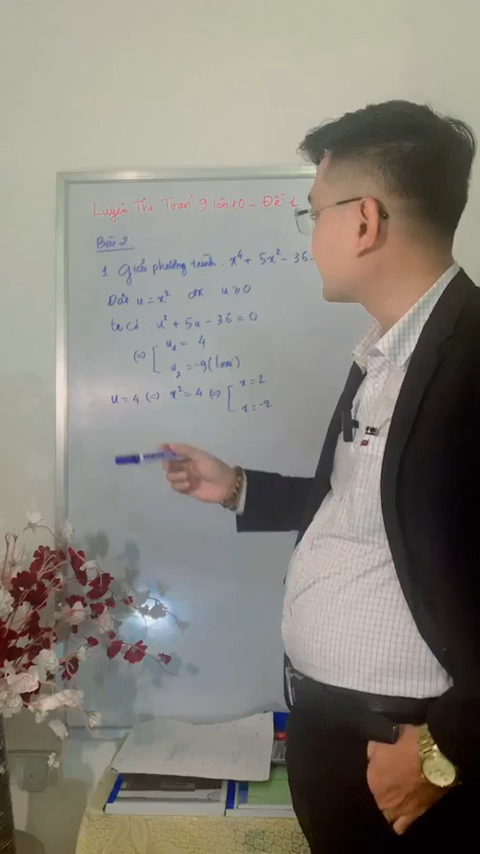 Luyện Thi Toán 9 lên 10 - Đề 1
Bài 2
1. Giải phương trình: x⁴ + 5x² - 36
Đặt u = x² đk: u ≥ 0
ta có: u² + 5u - 36 = 0
(=) [ u₁ = 4
u₂ = -9 (loại)
u = 4 (=) x² = 4 (=) [ x = 2
x = -2